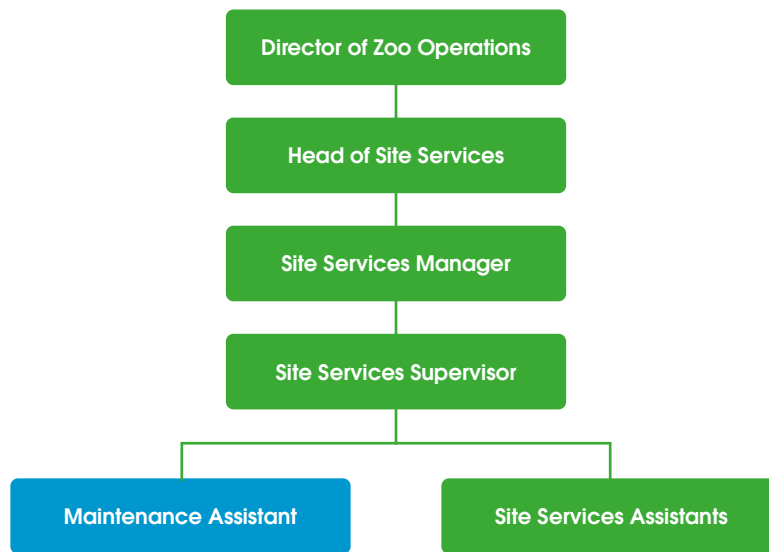 Director of Zoo Operations
Head of Site Services
Site Services Manager
Site Services Supervisor
Maintenance Assistant
Site Services Assistants